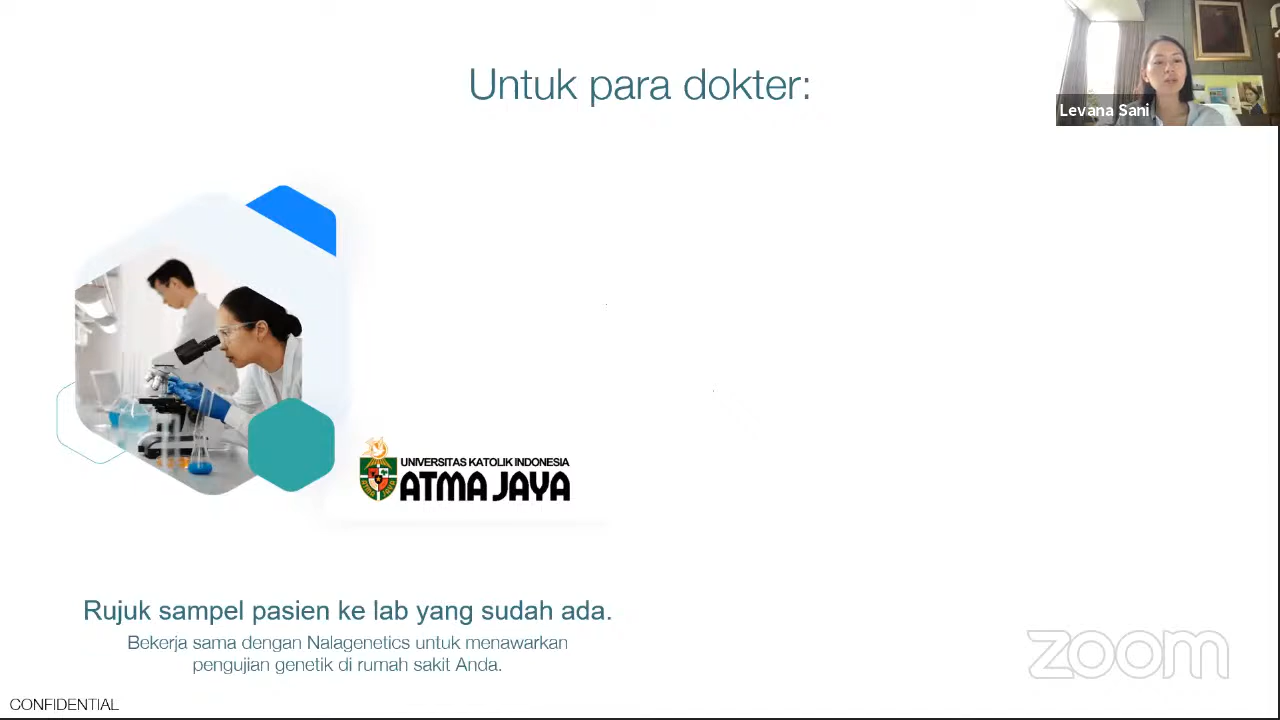 Untuk para dokter:
Levana Sani
UNIVERSITAS KATOLIK INDONESIA
ATMA JAYA
Rujuk sampel pasien ke lab yang sudah ada.
Bekerja sama dengan Nalagenetics untuk menawarkan
pengujian genetik di rumah sakit Anda.
zoom
CONFIDENTIAL